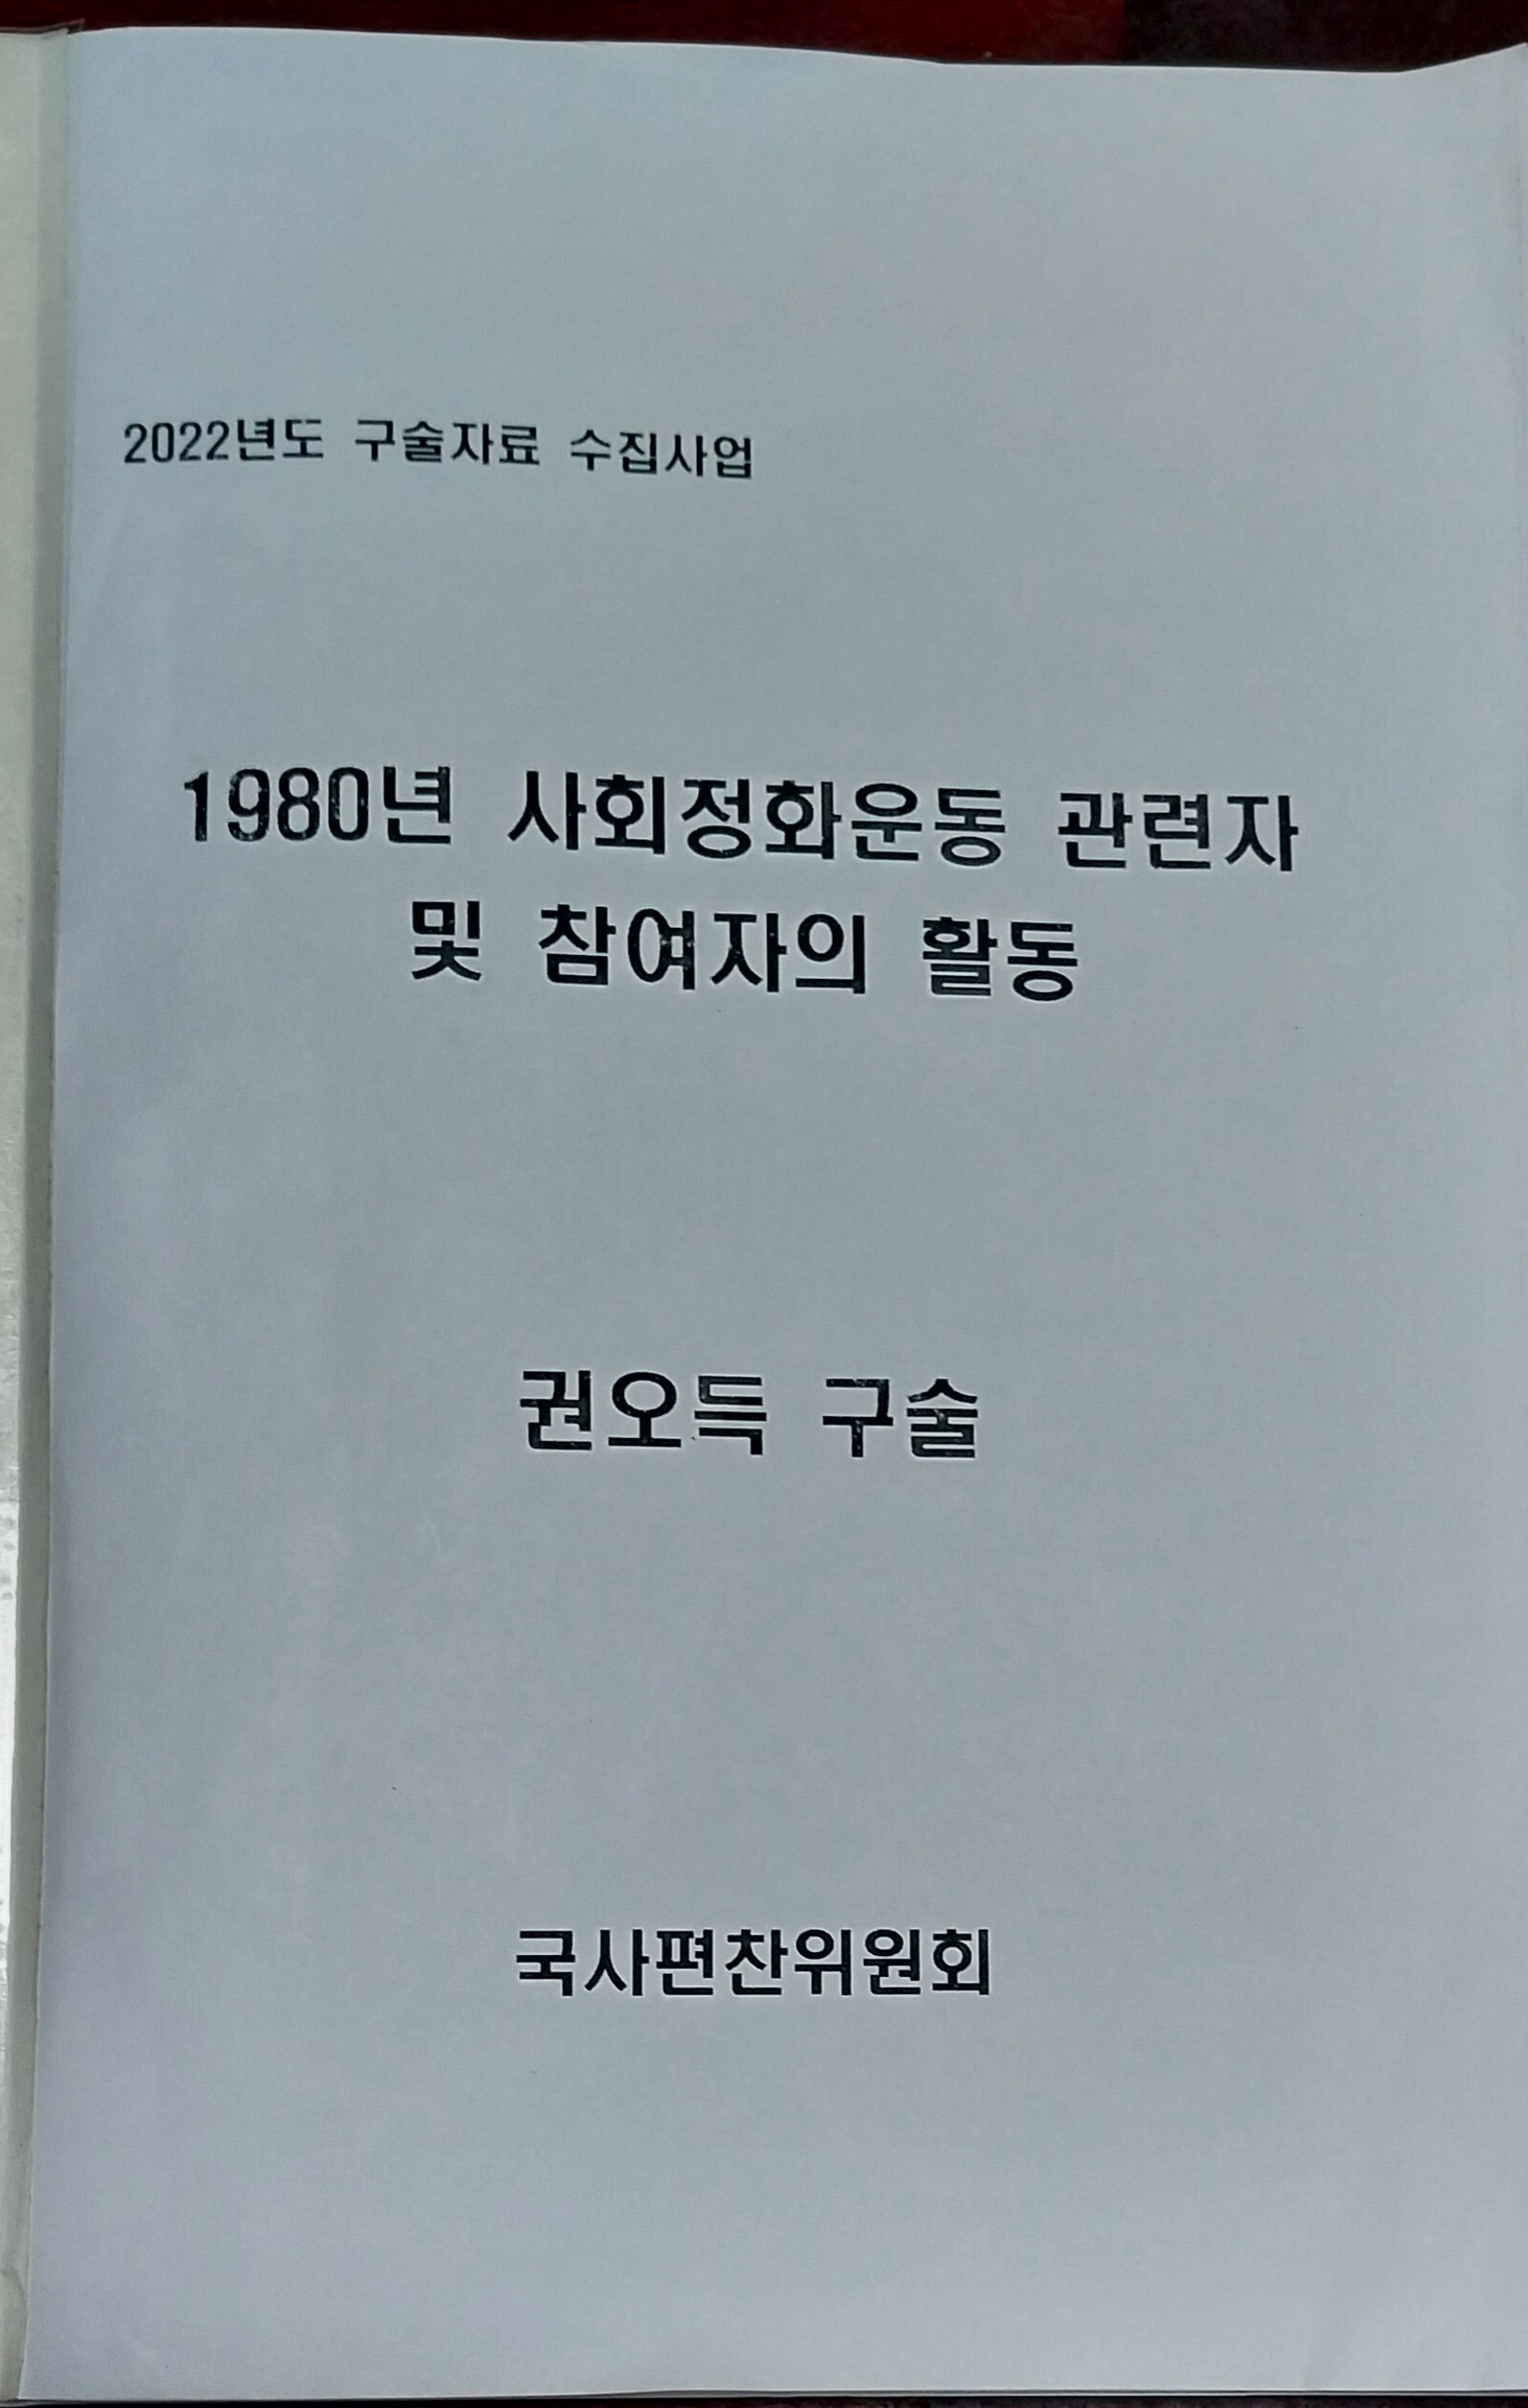 2022년도 구술자료 수집사업
1980년 사회정화운동 관련자
및 참여자의 활동
권오득 구술
국사편찬위원회